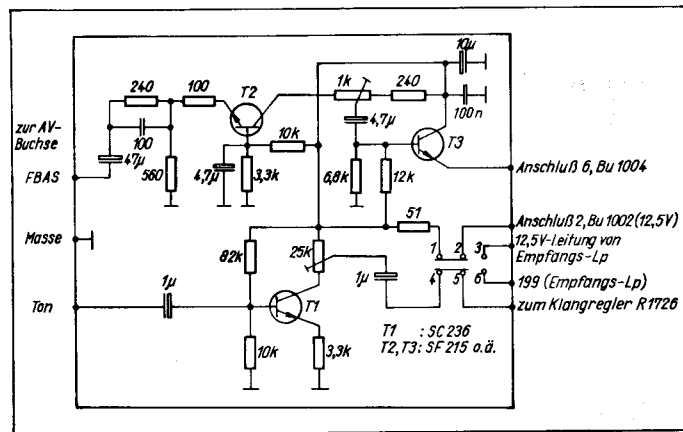 10µ
240
100
T2
1k
240
100n
zur AV-
Buchse
100
47µ
4,7µ
10k
T3
FBAS
560
4,7µ
3,3k
6,8k
12k
Anschluß 6, Bu 1004
Masse
51
Anschluß 2, Bu 1002 (12,5V)
82k
25k
1 2 3
12,5V-Leitung von
Empfangs-Lp
1µ
4 5 6
199 (Empfangs-Lp)
Ton
1µ
T1
zum Klangregler R1726
10k
3,3k
T1 : SC 236
T2, T3: SF 215 o.ä.